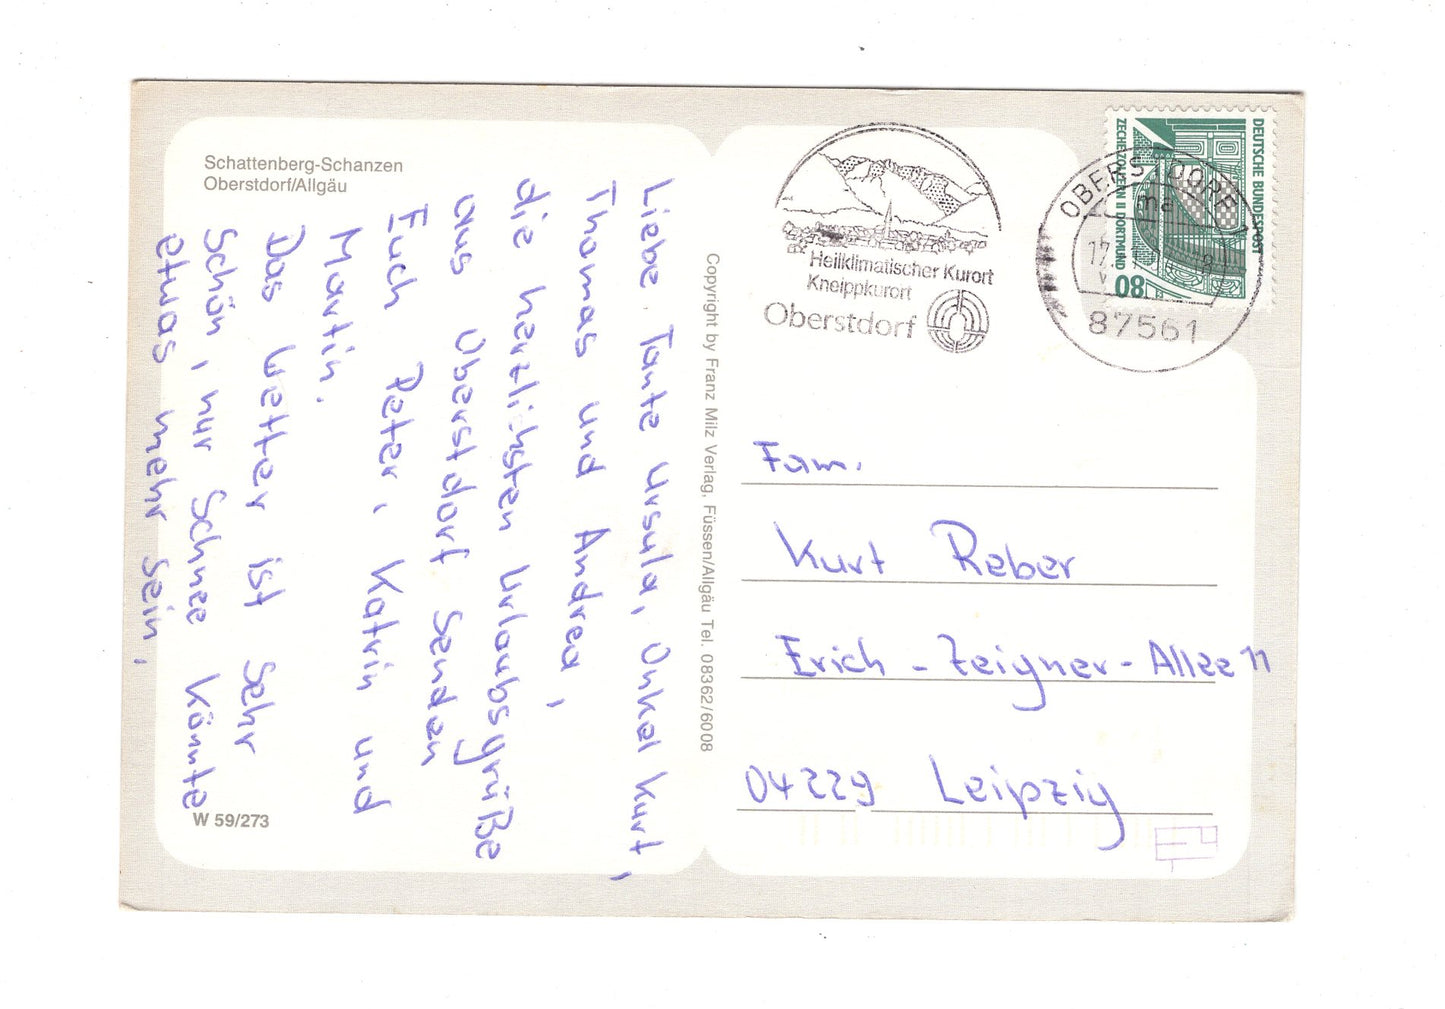 Schattenberg-Schanzen
Oberstdorf/Allgäu
Liebe Tante Ursula, Onkel Kurt,
Thomas und Andrea,
die herzlichsten Urlaubsgrüße
aus Oberstdorf senden
Euch Peter, Katrin und
Martin.
Das Wetter ist sehr
schön, nur Schnee könnte
etwas mehr sein.
W 59/273
Copyright by Franz Milz Verlag, Füssen/Allgäu Tel. 08362/6008
Heilklimatischer Kurort
Kneippkurort
Oberstdorf
OBERSTDORF
ma
87561
DEUTSCHE BUNDESPOST
ZECHE ZOLLERN II DORTMUND
80
Fam.
Kurt Reber
Erich-Zeigner-Allee 11
04229 Leipzig